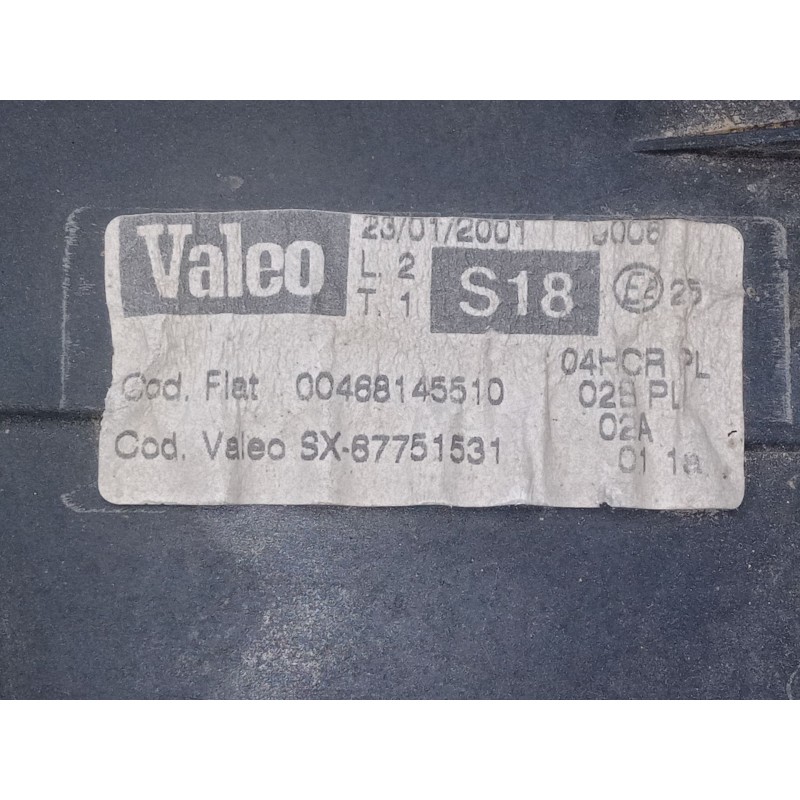 Valeo 23/01/2001 0006
L. 2
T. 1 S18 25
04HCR PL
Cod. Fiat 00468145510 02B PL
02A
Cod. Valeo SX-67751531 01 1a